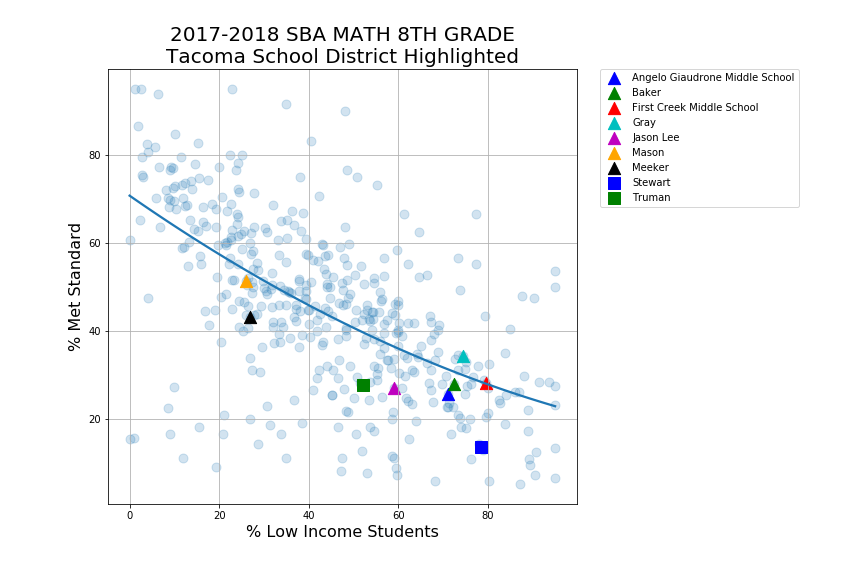 2017-2018 SBA MATH 8TH GRADE
Tacoma School District Highlighted
% Met Standard
80
60
40
20
0
20
40
60
80
% Low Income Students
Angelo Giaudrone Middle School
Baker
First Creek Middle School
Gray
Jason Lee
Mason
Meeker
Stewart
Truman